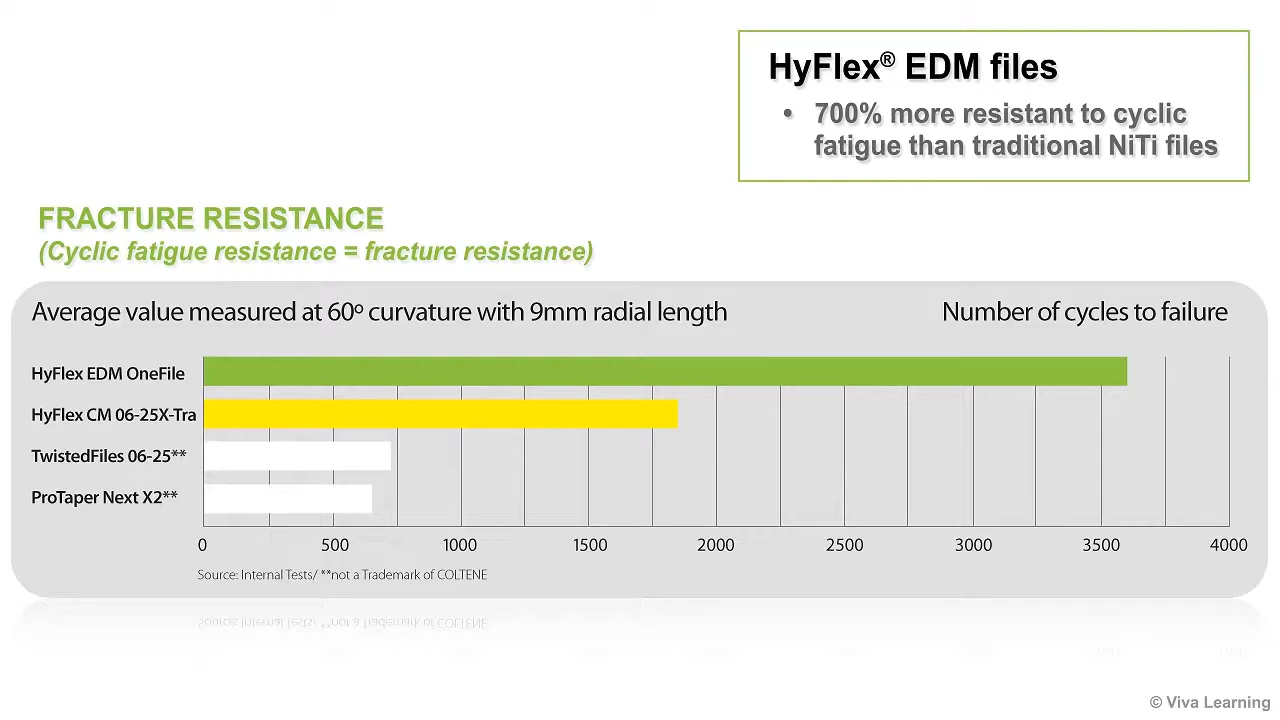 HyFlex® EDM files
• 700% more resistant to cyclic
fatigue than traditional NiTi files
FRACTURE RESISTANCE
(Cyclic fatigue resistance = fracture resistance)
Average value measured at 60º curvature with 9mm radial length
Number of cycles to failure
HyFlex EDM OneFile
HyFlex CM 06-25X-Tra
TwistedFiles 06-25**
ProTaper Next X2**
0 500 1000 1500 2000 2500 3000 3500 4000
Source: Internal Tests/ **not a Trademark of COLTENE
© Viva Learning